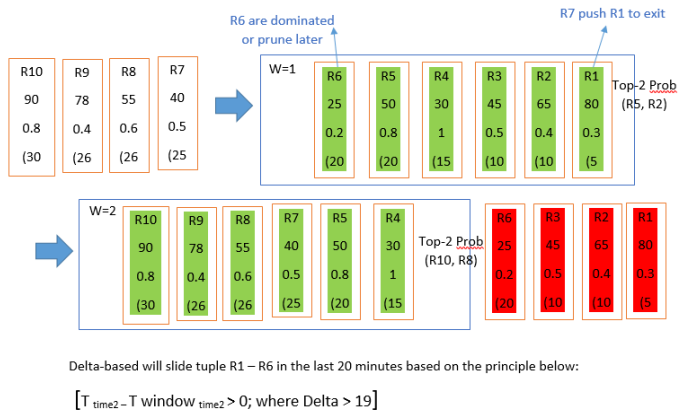 R6 are dominated
or prune later
R7 push R1 to exit
R10 R9 R8 R7
90 78 55 40
0.8 0.4 0.6 0.5
(30 (26 (26 (25
W=1
R6 R5 R4 R3 R2 R1
25 50 30 45 65 80
0.2 0.8 1 0.5 0.4 0.3
(20 (20 (15 (10 (10 (5
Top-2 Prob
(R5, R2)
W=2
R10 R9 R8 R7 R5 R4
90 78 55 40 50 30
0.8 0.4 0.6 0.5 0.8 1
(30 (26 (26 (25 (20 (15
Top-2 Prob
(R10, R8)
R6 R3 R2 R1
25 45 65 80
0.2 0.5 0.4 0.3
(20 (10 (10 (5
Delta-based will slide tuple R1 – R6 in the last 20 minutes based on the principle below:
[T time2 – T window time2 > 0; where Delta > 19]